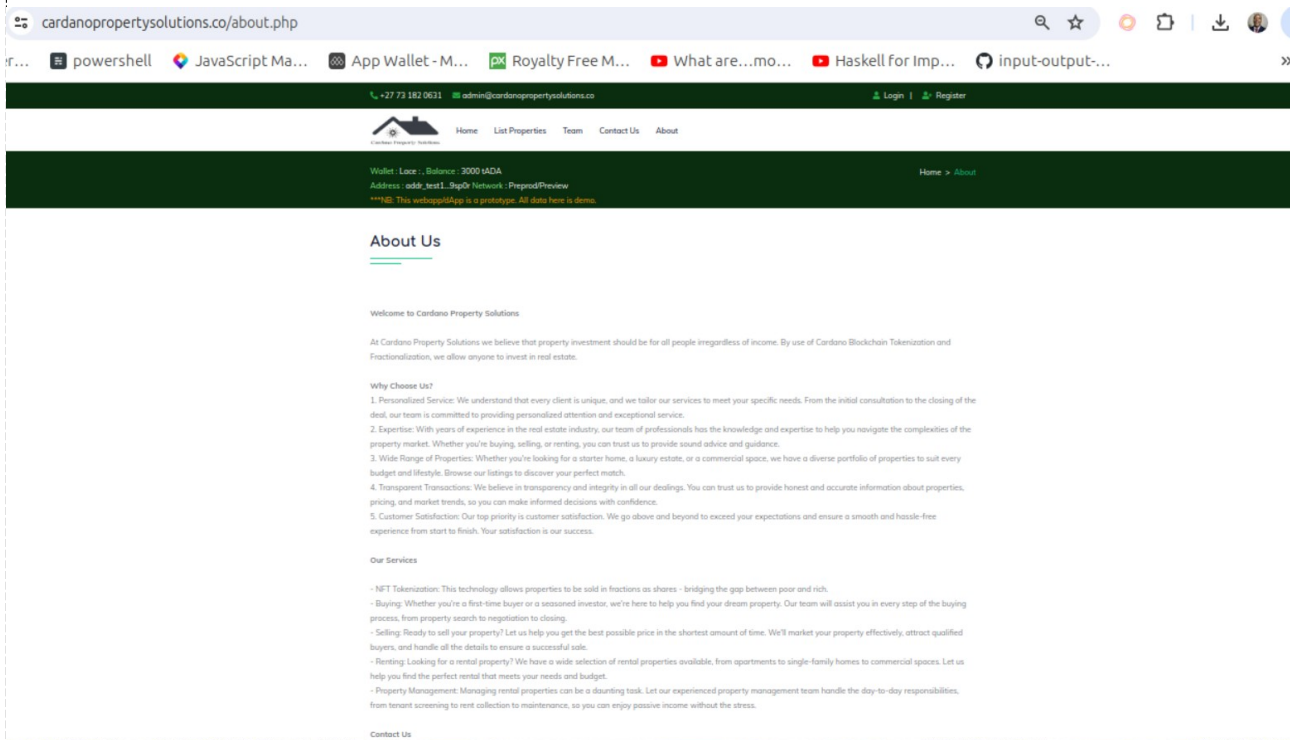 cardanopropertysolutions.co/about.php
powershell JavaScript Ma... App Wallet - M... Royalty Free M... What are...mo... Haskell for Imp... input-output-... »
+27 73 182 0631 admin@cardanopropertysolutions.co Login | Register
Cardano Property Solutions
Home List Properties Team Contact Us About
Wallet : Lace : , Balance : 3000 tADA
Home > About
Address : addr_test1...9sp0r Network : Preprod/Preview
***NB: This webapp/dApp is a prototype. All data here is demo.
About Us
Welcome to Cardano Property Solutions
At Cardano Property Solutions we believe that property investment should be for all people irregardless of income. By use of Cardano Blockchain Tokenization and
Fractionalization, we allow anyone to invest in real estate.
Why Choose Us?
1. Personalized Service: We understand that every client is unique, and we tailor our services to meet your specific needs. From the initial consultation to the closing of the
deal, our team is committed to providing personalized attention and exceptional service.
2. Expertise: With years of experience in the real estate industry, our team of professionals has the knowledge and expertise to help you navigate the complexities of the
property market. Whether you're buying, selling, or renting, you can trust us to provide sound advice and guidance.
3. Wide Range of Properties: Whether you're looking for a starter home, a luxury estate, or a commercial space, we have a diverse portfolio of properties to suit every
budget and lifestyle. Browse our listings to discover your perfect match.
4. Transparent Transactions: We believe in transparency and integrity in all our dealings. You can trust us to provide honest and accurate information about properties,
pricing, and market trends, so you can make informed decisions with confidence.
5. Customer Satisfaction: Our top priority is customer satisfaction. We go above and beyond to exceed your expectations and ensure a smooth and hassle-free
experience from start to finish. Your satisfaction is our success.
Our Services
- NFT Tokenization: This technology allows properties to be sold in fractions as shares - bridging the gap between poor and rich.
- Buying: Whether you're a first-time buyer or a seasoned investor, we're here to help you find your dream property. Our team will assist you in every step of the buying
process, from property search to negotiation to closing.
- Selling: Ready to sell your property? Let us help you get the best possible price in the shortest amount of time. We'll market your property effectively, attract qualified
buyers, and handle all the details to ensure a successful sale.
- Renting: Looking for a rental property? We have a wide selection of rental properties available, from apartments to single-family homes to commercial spaces. Let us
help you find the perfect rental that meets your needs and budget.
- Property Management: Managing rental properties can be a daunting task. Let our experienced property management team handle the day-to-day responsibilities,
from tenant screening to rent collection to maintenance, so you can enjoy passive income without the stress.
Contact Us